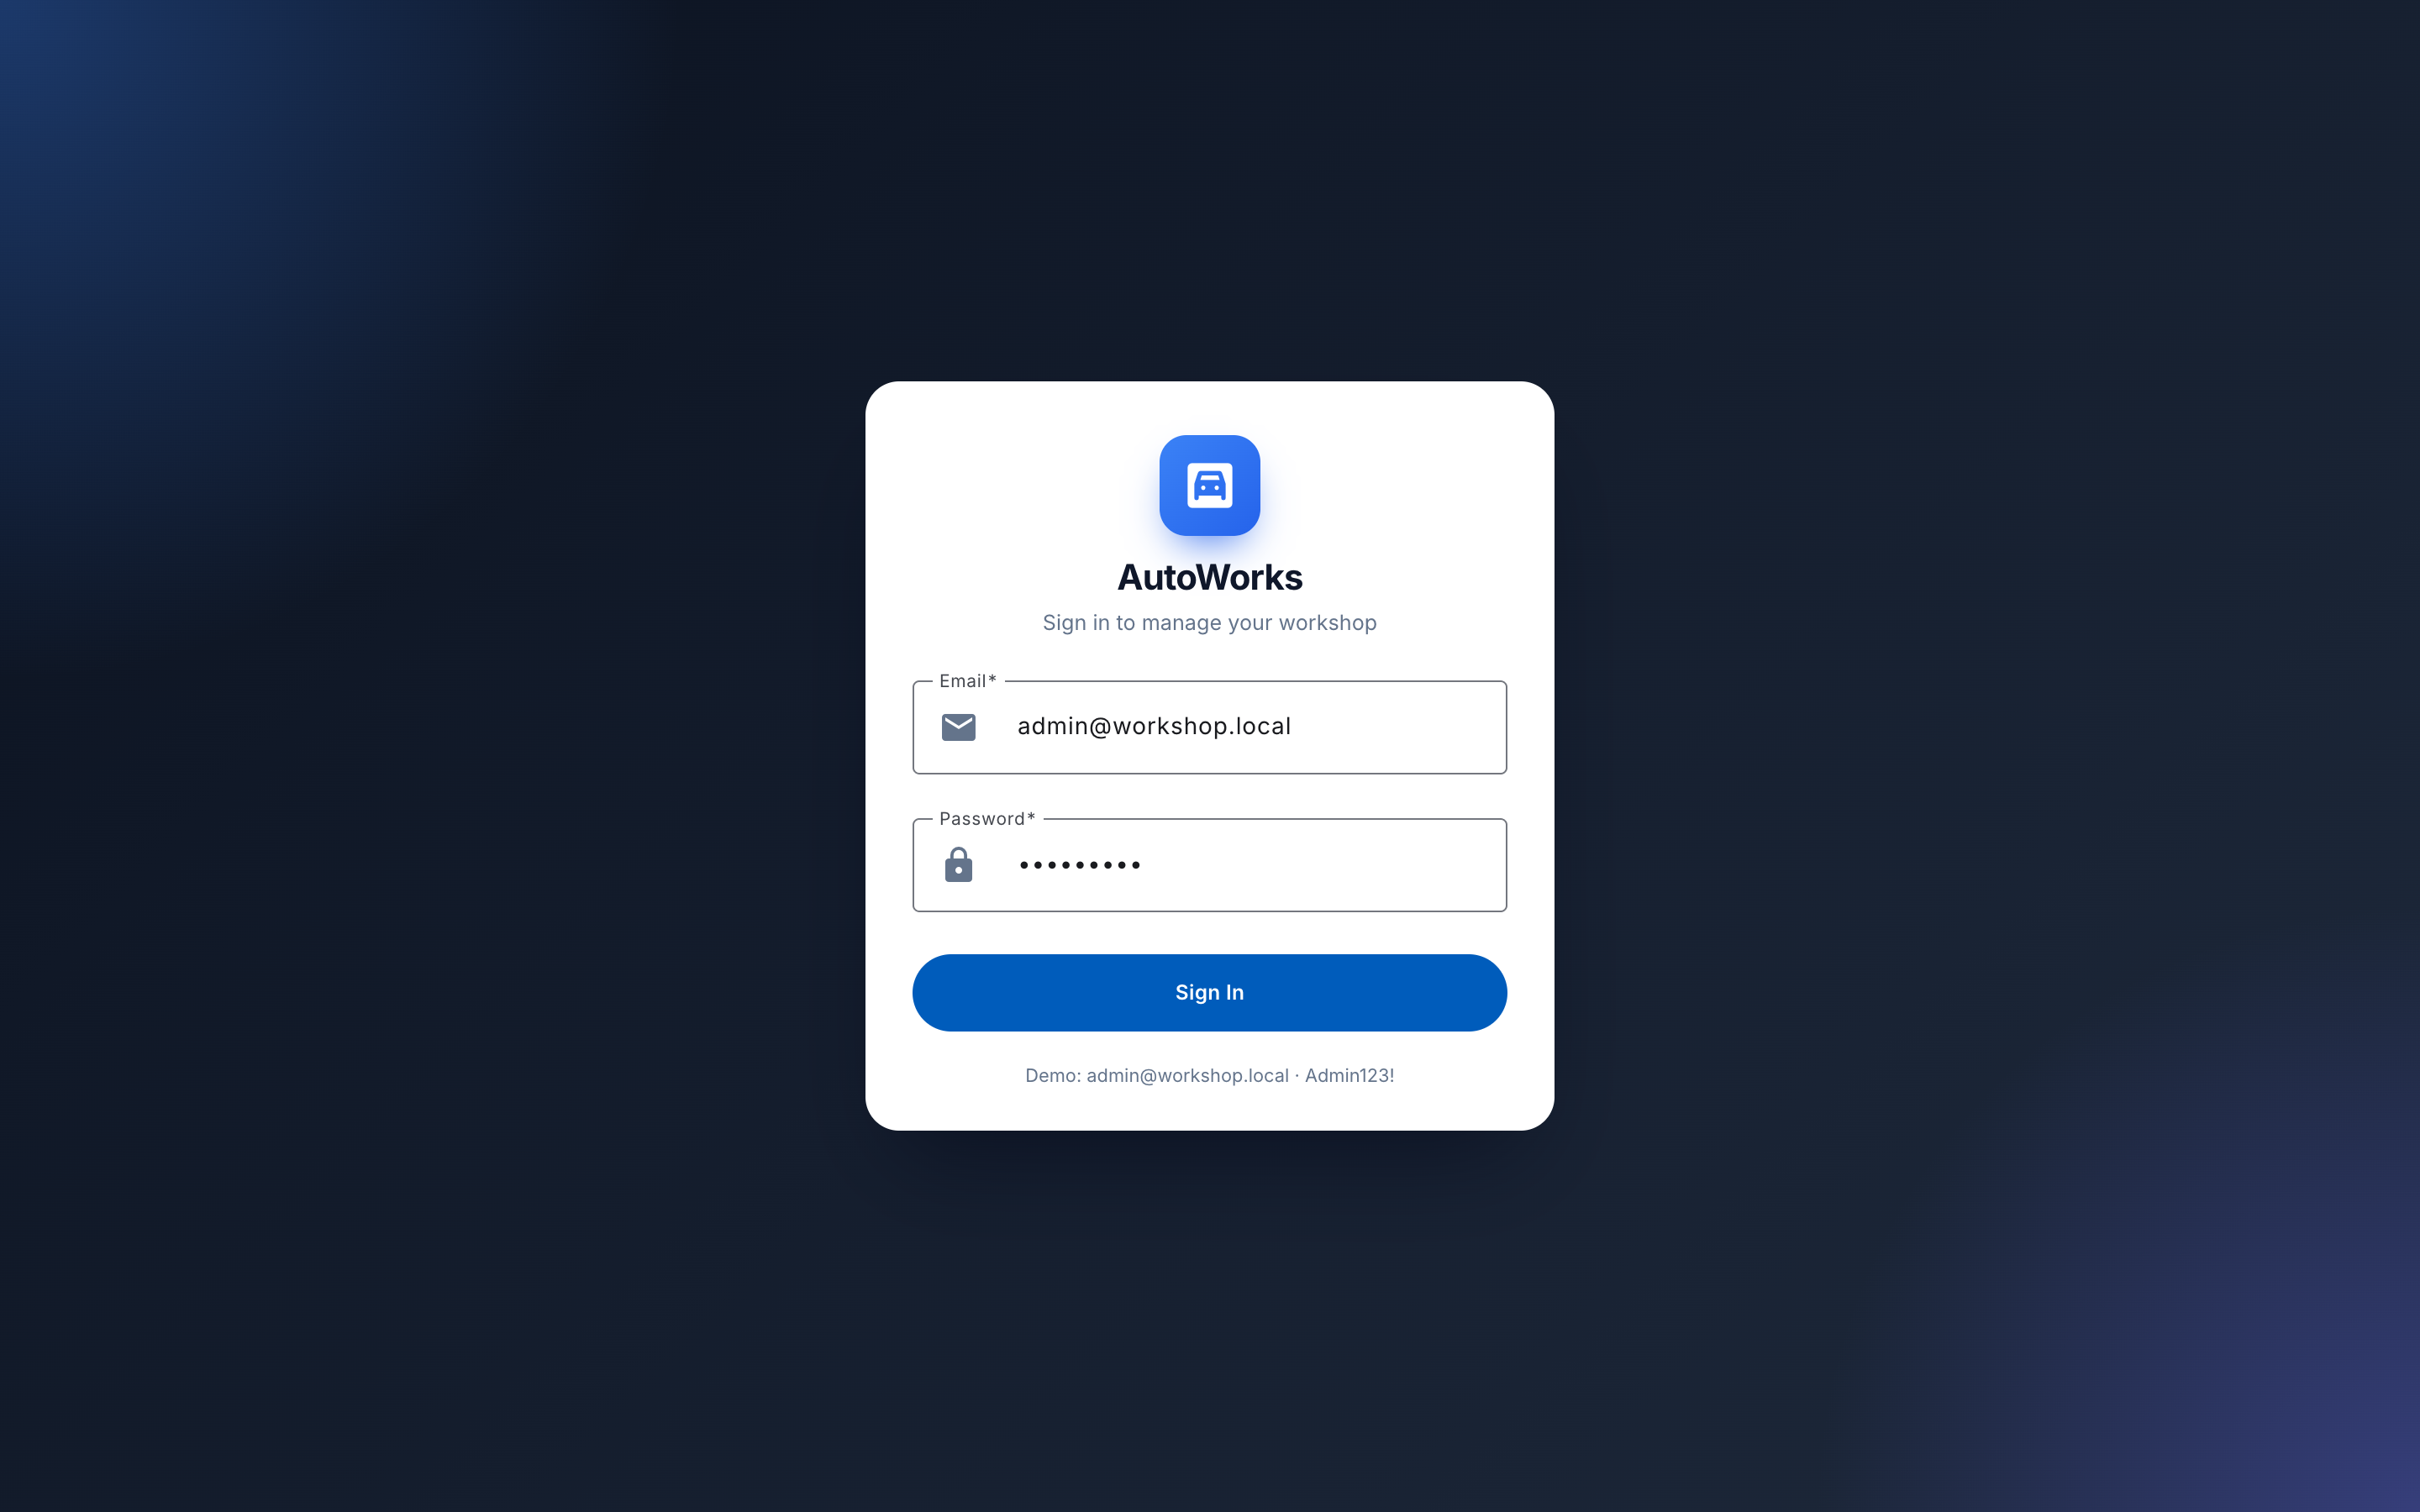 AutoWorks
Sign in to manage your workshop
Email*
admin@workshop.local
Password*
•••••••••
Sign In
Demo: admin@workshop.local · Admin123!